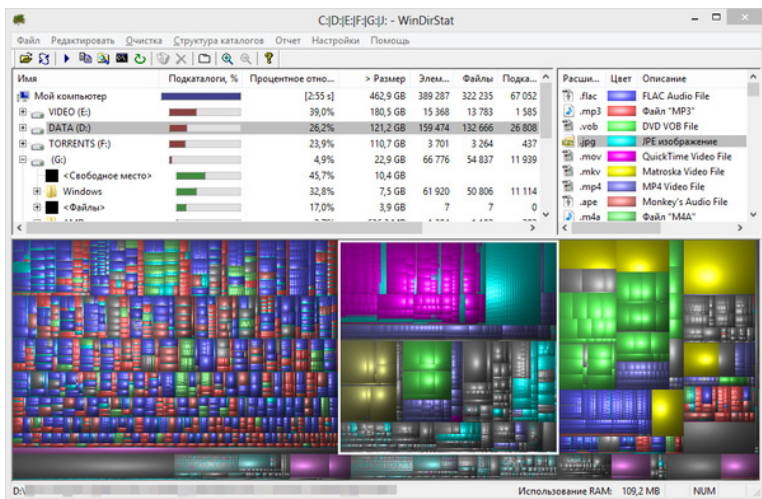 C:|D:|E:|F:|G:|J: - WinDirStat
Файл Редактировать Очистка Структура каталогов Отчет Настройки Помощь
Имя Подкаталоги, % Процентное отно... > Размер Элем... Файлы Подка...
Мой компьютер [2:55 s] 462,9 GB 389 287 322 235 67 052
VIDEO (E:) 39,0% 180,5 GB 15 368 13 783 1 585
DATA (D:) 26,2% 121,2 GB 159 474 132 666 26 808
TORRENTS (F:) 23,9% 110,7 GB 3 701 3 264 437
(G:) 4,9% 22,9 GB 66 776 54 837 11 939
<Свободное место> 45,7% 10,4 GB
Windows 32,8% 7,5 GB 61 920 50 806 11 114
<Файлы> 17,0% 3,9 GB 7 7 0
Расши... Цвет Описание
.flac FLAC Audio File
.mp3 Файл "MP3"
.vob DVD VOB File
.jpg JPE изображение
.mov QuickTime Video File
.mkv Matroska Video File
.mp4 MP4 Video File
.ape Monkey's Audio File
.m4a Файл "M4A"
D:\ Использование RAM: 109,2 MB NUM